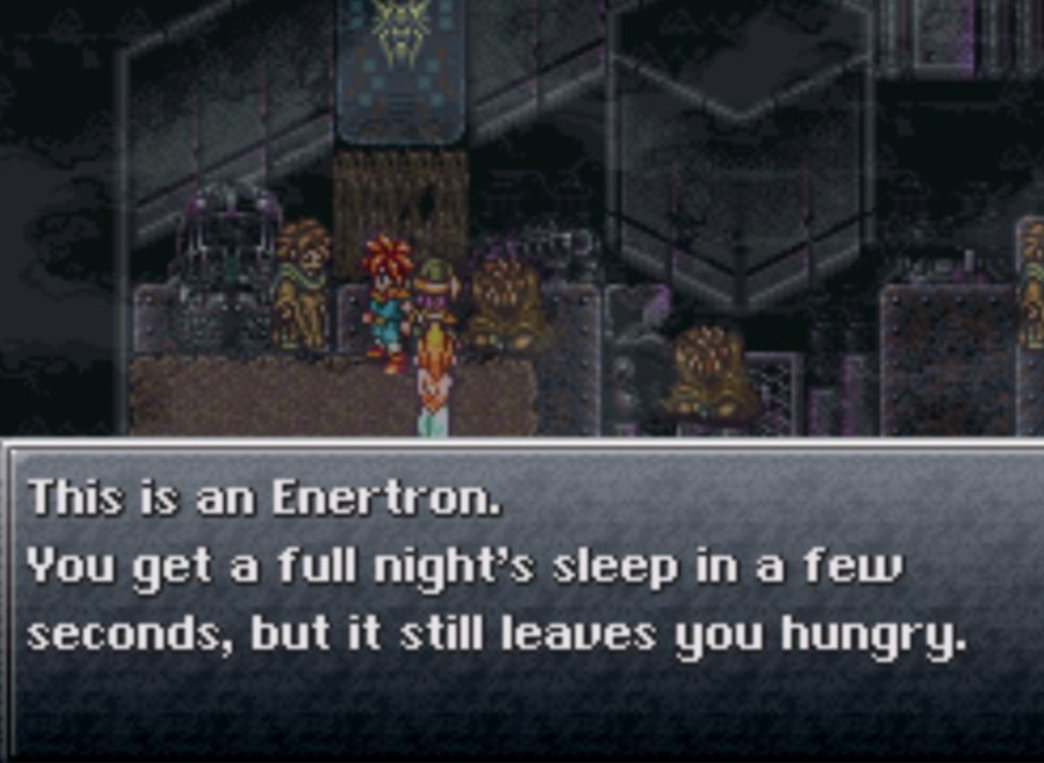 This is an Enertron.
You get a full night's sleep in a few
seconds, but it still leaves you hungry.